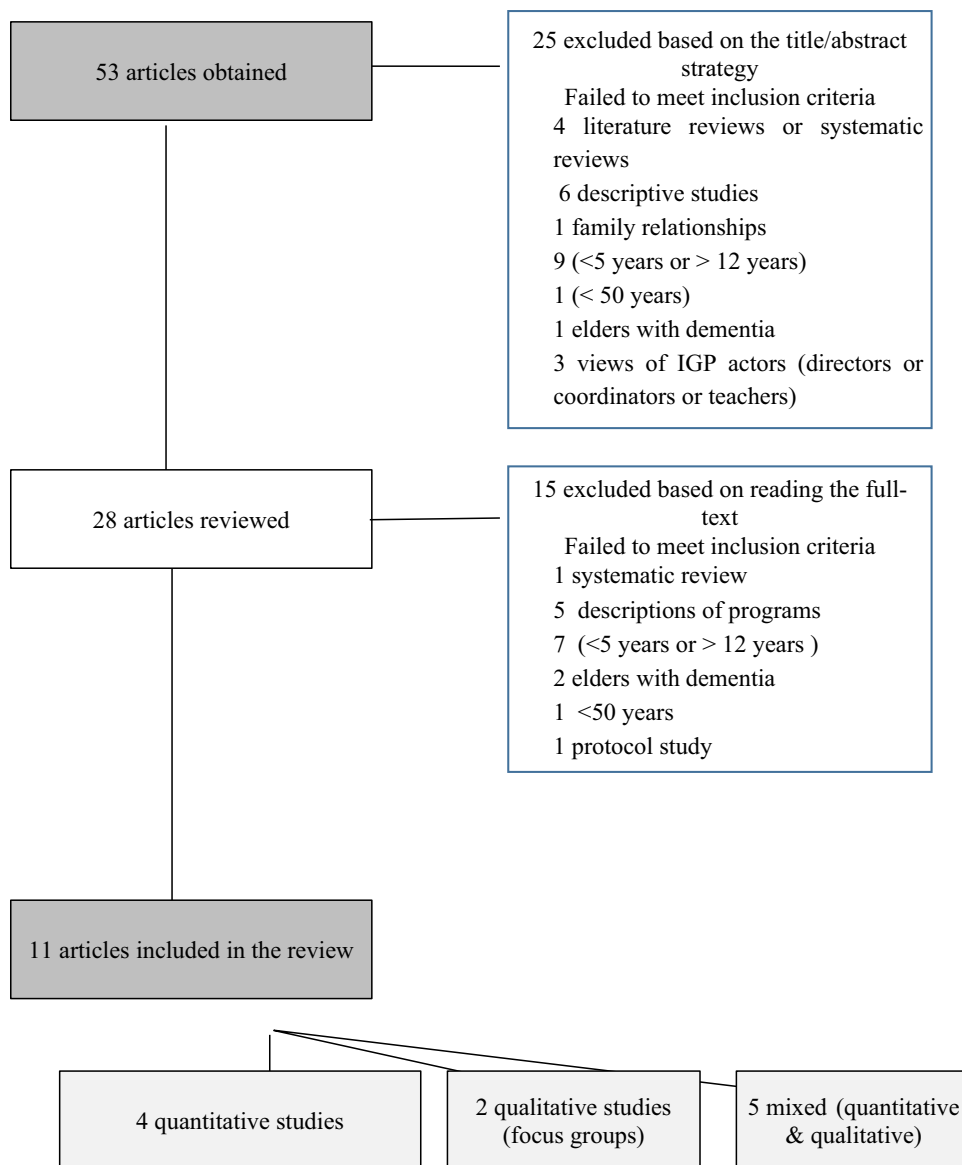 53 articles obtained
25 excluded based on the title/abstract
strategy
Failed to meet inclusion criteria
4 literature reviews or systematic
reviews
6 descriptive studies
1 family relationships
9 (<5 years or > 12 years)
1 (< 50 years)
1 elders with dementia
3 views of IGP actors (directors or
coordinators or teachers)
28 articles reviewed
15 excluded based on reading the full-
text
Failed to meet inclusion criteria
1 systematic review
5 descriptions of programs
7 (<5 years or > 12 years )
2 elders with dementia
1 <50 years
1 protocol study
11 articles included in the review
4 quantitative studies
2 qualitative studies
(focus groups)
5 mixed (quantitative
& qualitative)